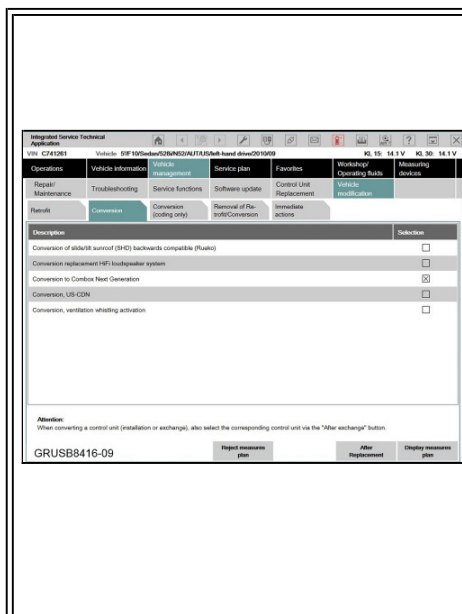 Integrated Service Technical
Application
VIN C741261 Vehicle 5/F10/Sedan/528i/N52/AUT/US/left-hand drive/2010/09 KL 15: 14.1 V KL 30: 14.1 V
Operations Vehicle information Vehicle management Service plan Favorites Workshop/ Operating fluids Measuring devices
Repair/ Maintenance Troubleshooting Service functions Software update Control Unit Replacement Vehicle modification
Retrofit Conversion Conversion (coding only) Removal of Re- trofit/Conversion Immediate actions
Description Selection
Conversion of slide/tilt sunroof (SHD) backwards compatible (Rusko)
Conversion replacement HiFi loudspeaker system
Conversion to Combox Next Generation
Conversion, US-CDN
Conversion, ventilation whistling activation
Attention:
When converting a control unit (installation or exchange), also select the corresponding control unit via the "After exchange" button.
GRUSB8416-09 Reject measures plan After Replacement Display measures plan